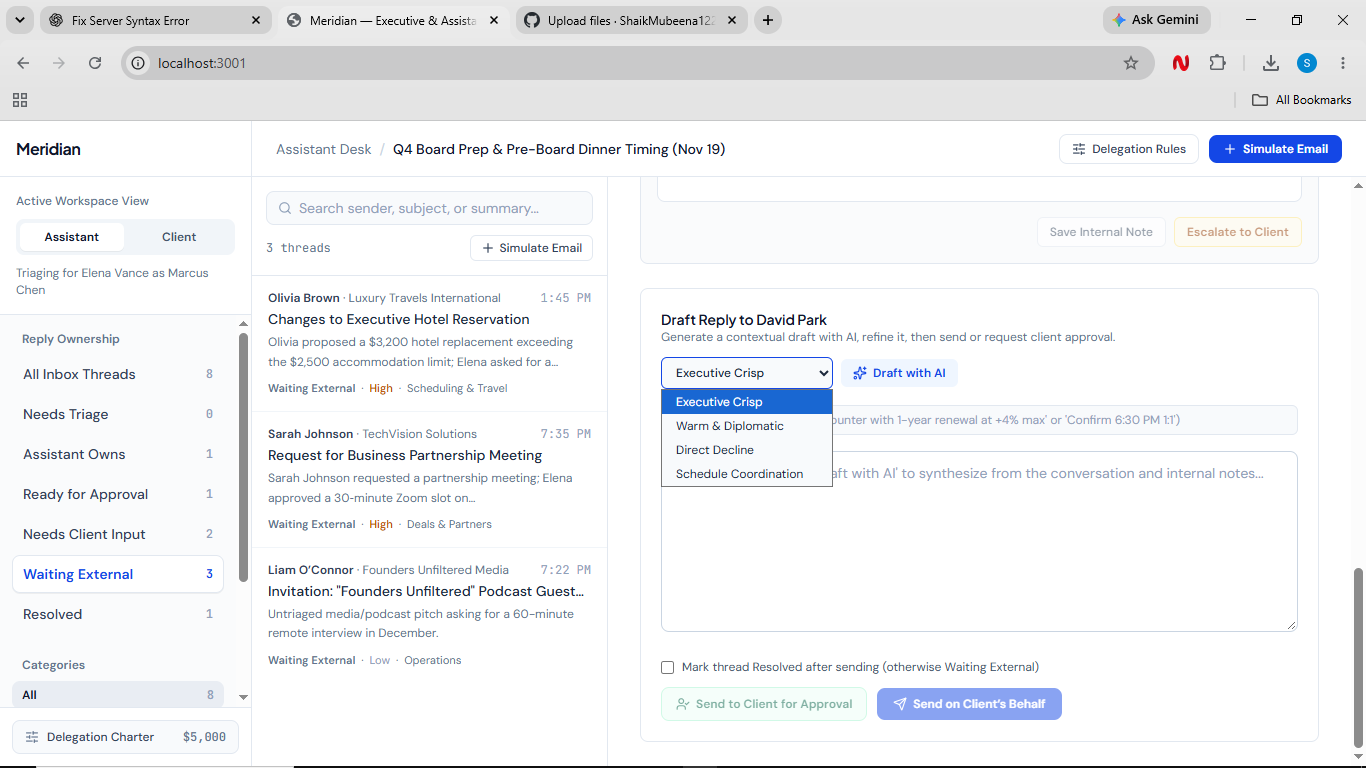 Fix Server Syntax Error
Meridian — Executive & Assista
Upload files · ShaikMubeena122
Ask Gemini
localhost:3001
S
All Bookmarks
Meridian
Assistant Desk / Q4 Board Prep & Pre-Board Dinner Timing (Nov 19)
Delegation Rules
Simulate Email
Active Workspace View
Assistant
Client
Triaging for Elena Vance as Marcus
Chen
Reply Ownership
All Inbox Threads 8
Needs Triage 0
Assistant Owns 1
Ready for Approval 1
Needs Client Input 2
Waiting External 3
Resolved 1
Categories
All 8
Delegation Charter $5,000
Search sender, subject, or summary...
3 threads
Simulate Email
Olivia Brown · Luxury Travels International 1:45 PM
Changes to Executive Hotel Reservation
Olivia proposed a $3,200 hotel replacement exceeding
the $2,500 accommodation limit; Elena asked for a…
Waiting External · High · Scheduling & Travel
Sarah Johnson · TechVision Solutions 7:35 PM
Request for Business Partnership Meeting
Sarah Johnson requested a partnership meeting; Elena
approved a 30-minute Zoom slot on…
Waiting External · High · Deals & Partners
Liam O’Connor · Founders Unfiltered Media 7:22 PM
Invitation: "Founders Unfiltered" Podcast Guest…
Untriaged media/podcast pitch asking for a 60-minute
remote interview in December.
Waiting External · Low · Operations
Save Internal Note
Escalate to Client
Draft Reply to David Park
Generate a contextual draft with AI, refine it, then send or request client approval.
Executive Crisp
Draft with AI
Executive Crisp
Warm & Diplomatic
Direct Decline
Schedule Coordination
ounter with 1-year renewal at +4% max' or 'Confirm 6:30 PM 1:1')
aft with AI' to synthesize from the conversation and internal notes...
Mark thread Resolved after sending (otherwise Waiting External)
Send to Client for Approval
Send on Client’s Behalf